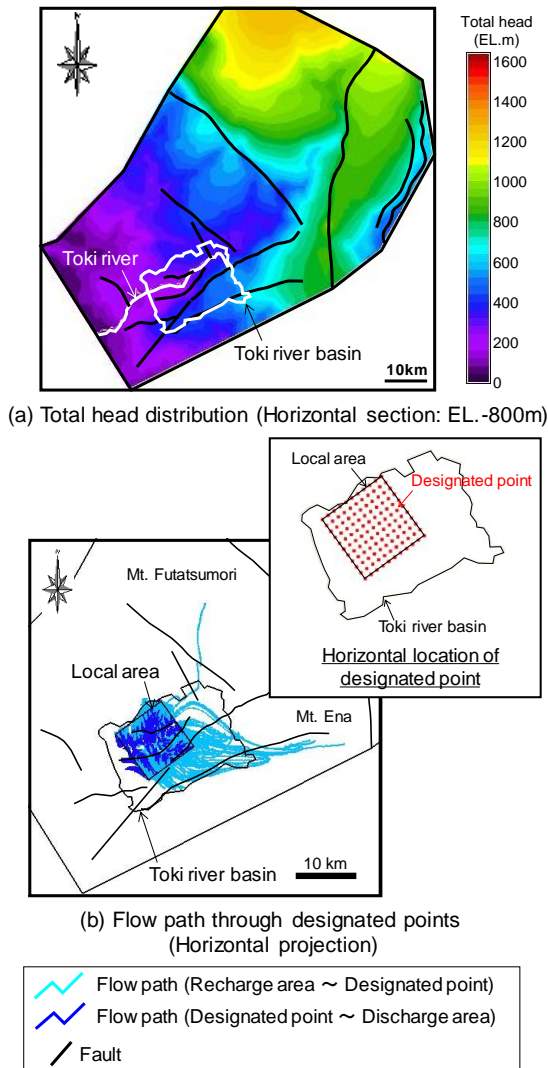 Total head
(EL.m)
N
1600
1400
1200
1000
800
600
400
200
0
Toki river
Toki river basin
10km
(a) Total head distribution (Horizontal section: EL.-800m)
Local area
Designated point
Toki river basin
Horizontal location of
designated point
N
Mt. Futatsumori
Local area
Mt. Ena
Toki river basin
10 km
(b) Flow path through designated points
(Horizontal projection)
Flow path (Recharge area ~ Designated point)
Flow path (Designated point ~ Discharge area)
Fault